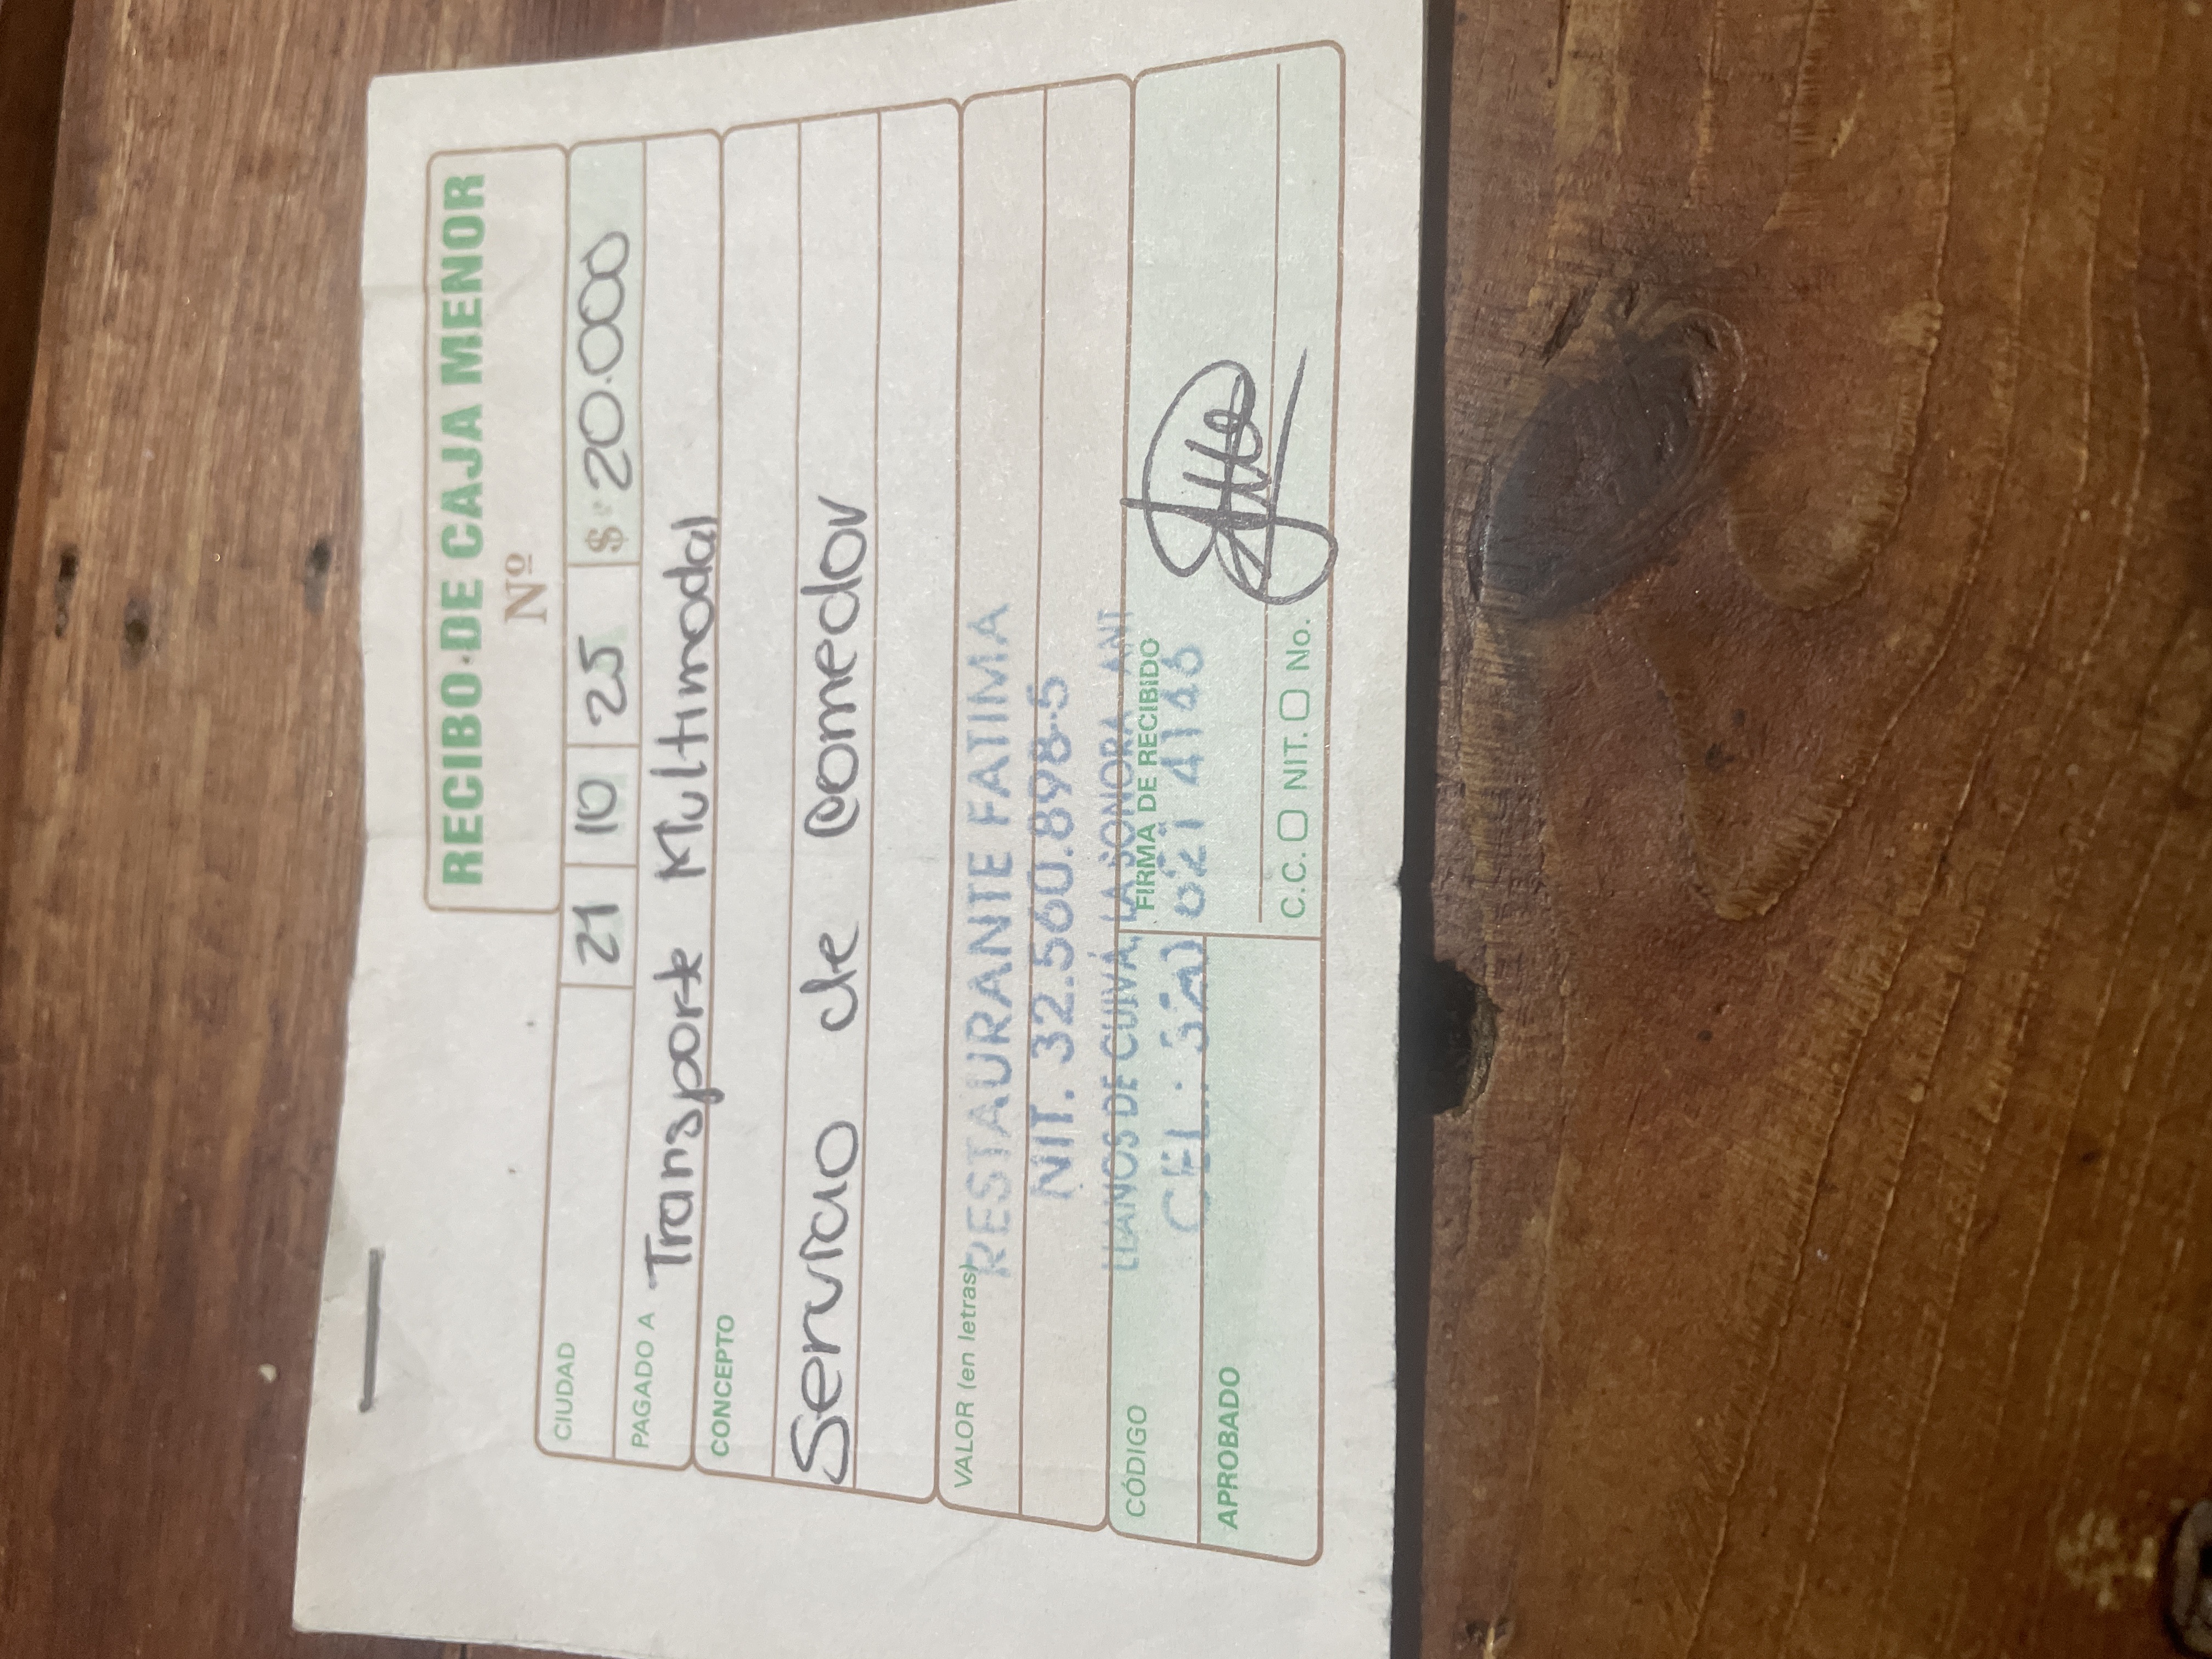 RECIBO DE CAJA MENOR
Nº
CIUDAD 21 10 25 $ 20.000
PAGADO A Transporte Multimodal
CONCEPTO
Servicio de Comedor
VALOR (en letras)
RESTAURANTE FATIMA
NIT. 32.560.898-5
LLANOS DE CUIVÁ, LA SONORA ANT
CÓDIGO
FIRMA DE RECIBIDO
CEL.:
APROBADO
C.C. NIT. No.